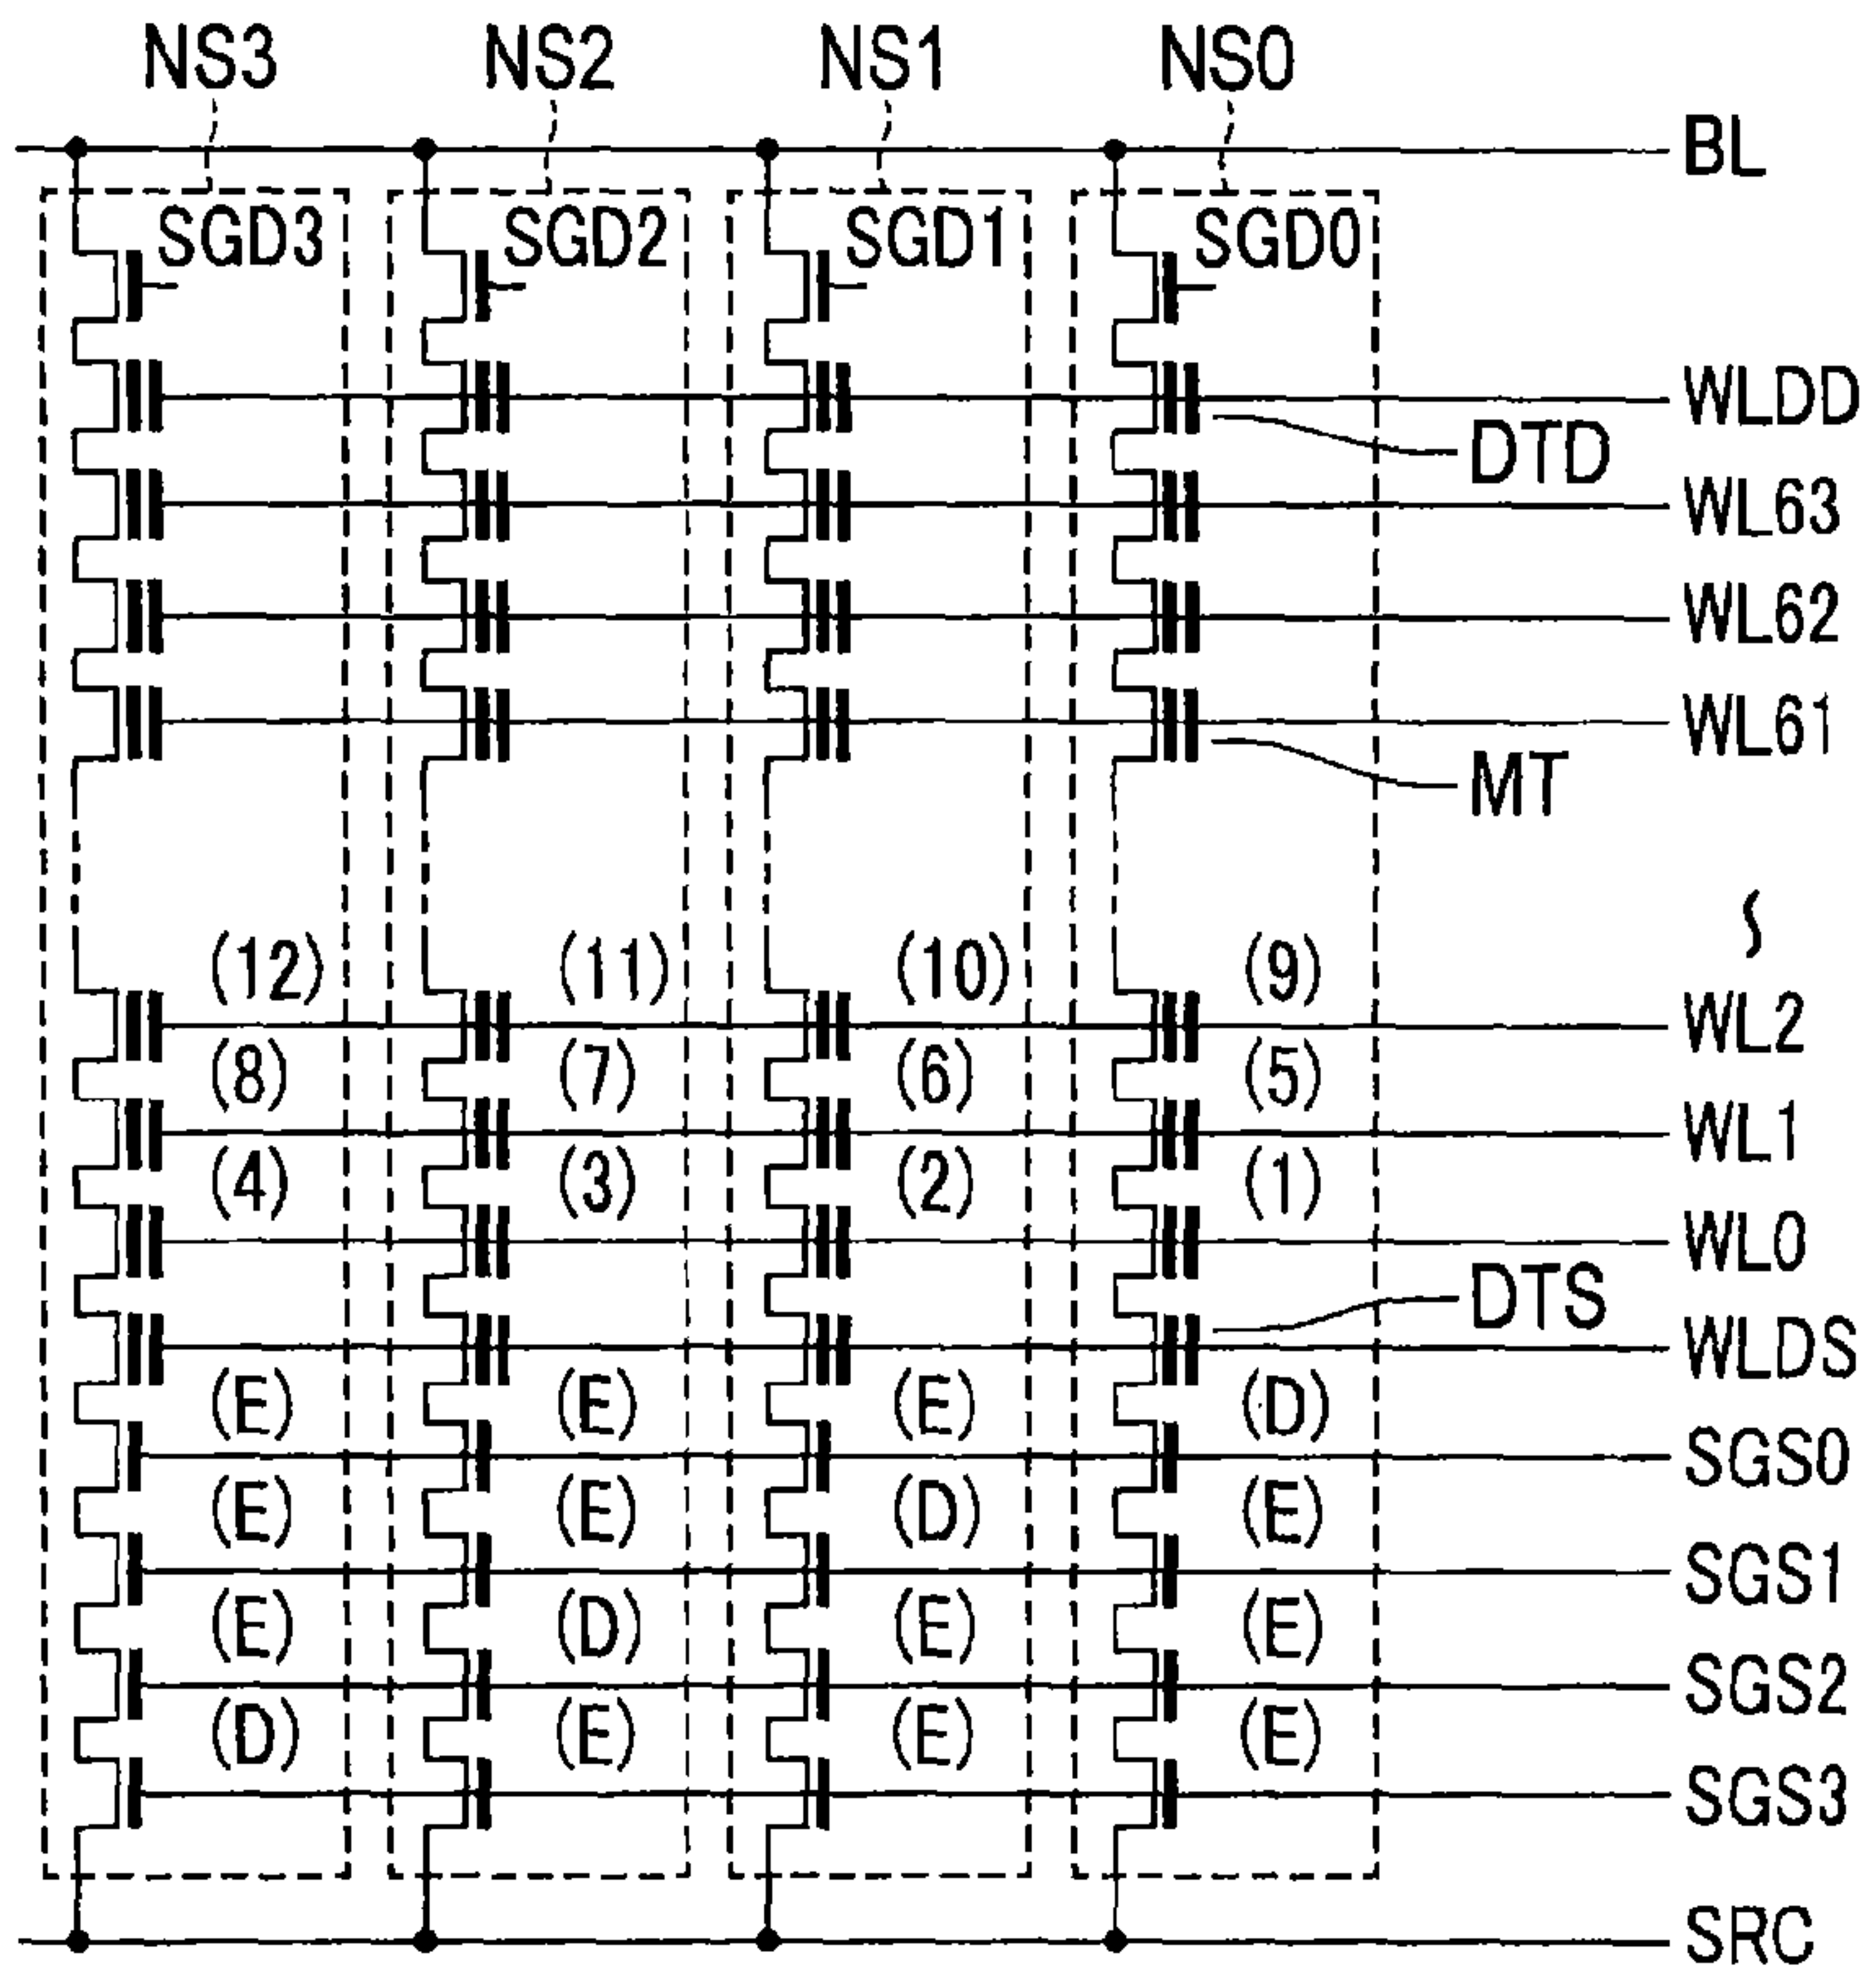 NS3 NS2 NS1 NS0
BL
SGD3 SGD2 SGD1 SGD0
WLDD
DTD
WL63
WL62
WL61
MT
(12) (11) (10) (9)
WL2
(8) (7) (6) (5)
WL1
(4) (3) (2) (1)
WL0
DTS
WLDS
(E) (E) (E) (D)
SGS0
(E) (E) (D) (E)
SGS1
(E) (D) (E) (E)
SGS2
(D) (E) (E) (E)
SGS3
SRC